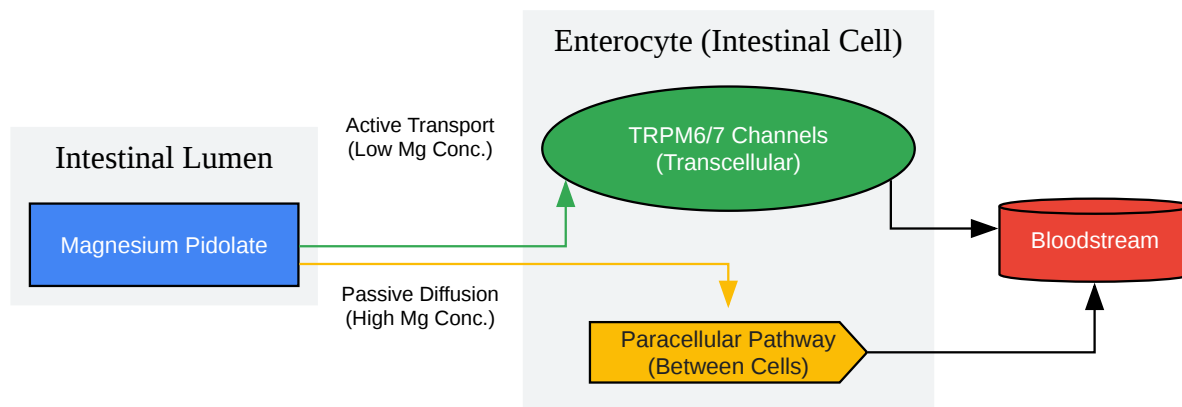 Enterocyte (Intestinal Cell)
Active Transport
(Low Mg Conc.)
TRPM6/7 Channels
(Transcellular)
Intestinal Lumen
Magnesium Pidolate
Bloodstream
Passive Diffusion
(High Mg Conc.)
Paracellular Pathway
(Between Cells)